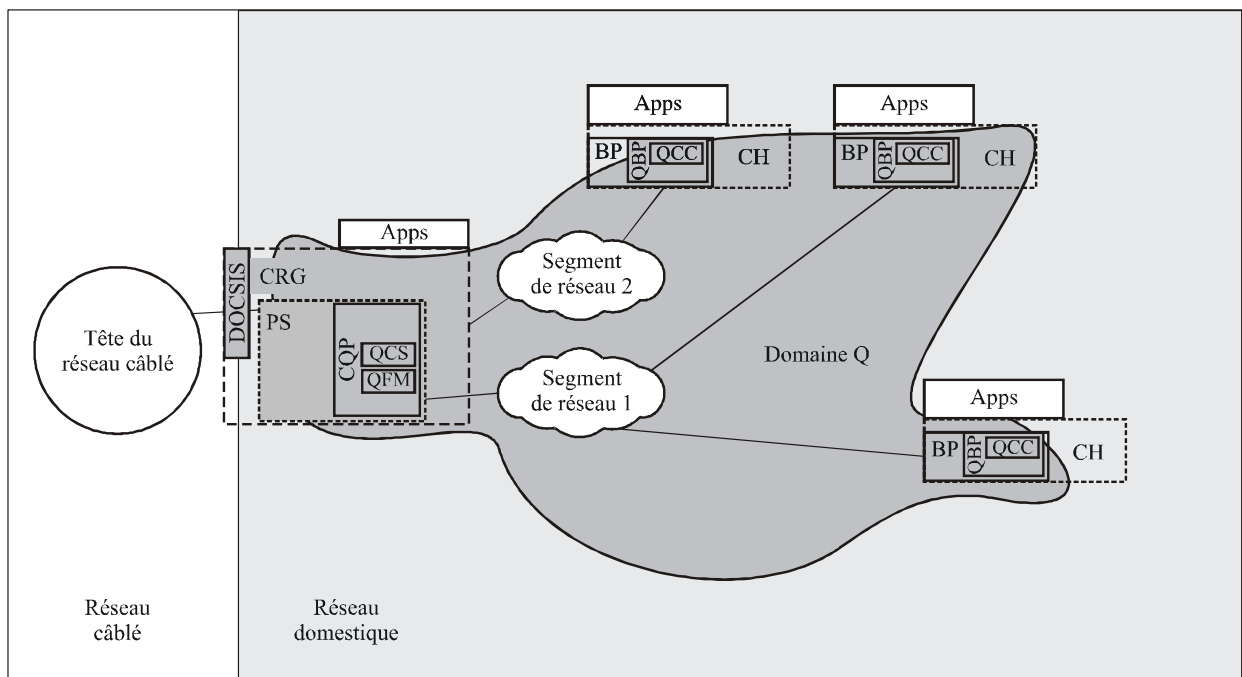 Apps
Apps
BP
QBP
QCC
CH
BP
QBP
QCC
CH
Apps
DOCSIS
CRG
Segment
de réseau 2
PS
CQP
QCS
QFM
Tête du
réseau câblé
Segment
de réseau 1
Domaine Q
Apps
BP
QBP
QCC
CH
Réseau
câblé
Réseau
domestique